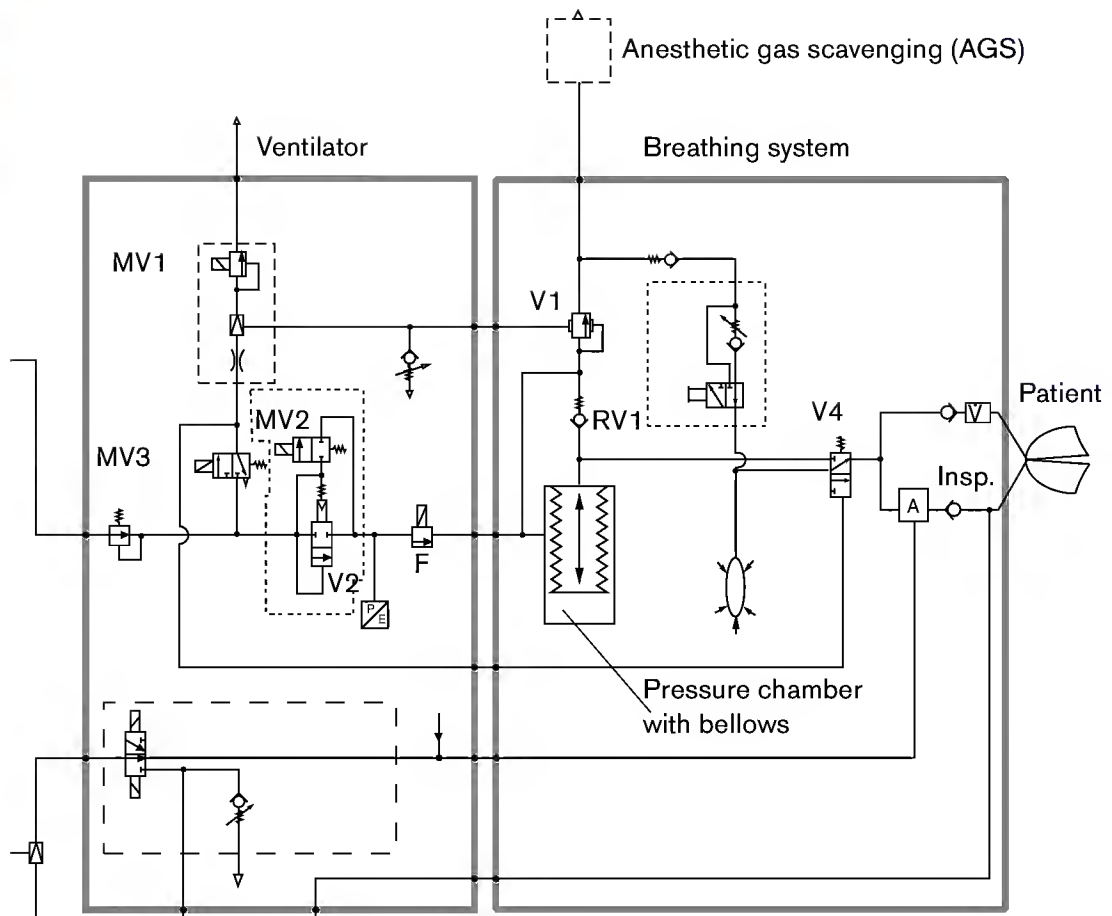 Anesthetic gas scavenging (AGS)
Ventilator
Breathing system
MV1
V1
MV2
RV1
V4
Patient
MV3
Insp.
V
A
F
V2
P
E
Pressure chamber
with bellows